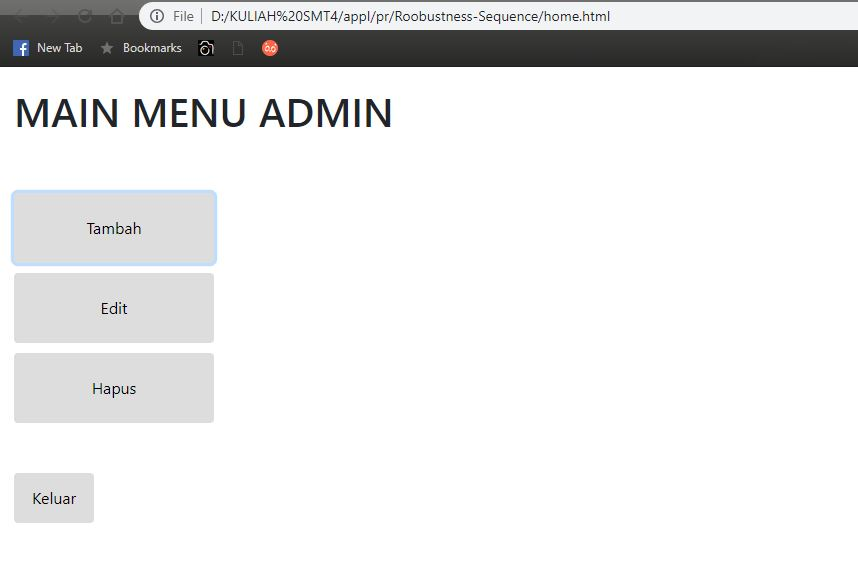 File D:/KULIAH%20SMT4/appl/pr/Roobustness-Sequence/home.html
New Tab Bookmarks
MAIN MENU ADMIN
Tambah
Edit
Hapus
Keluar